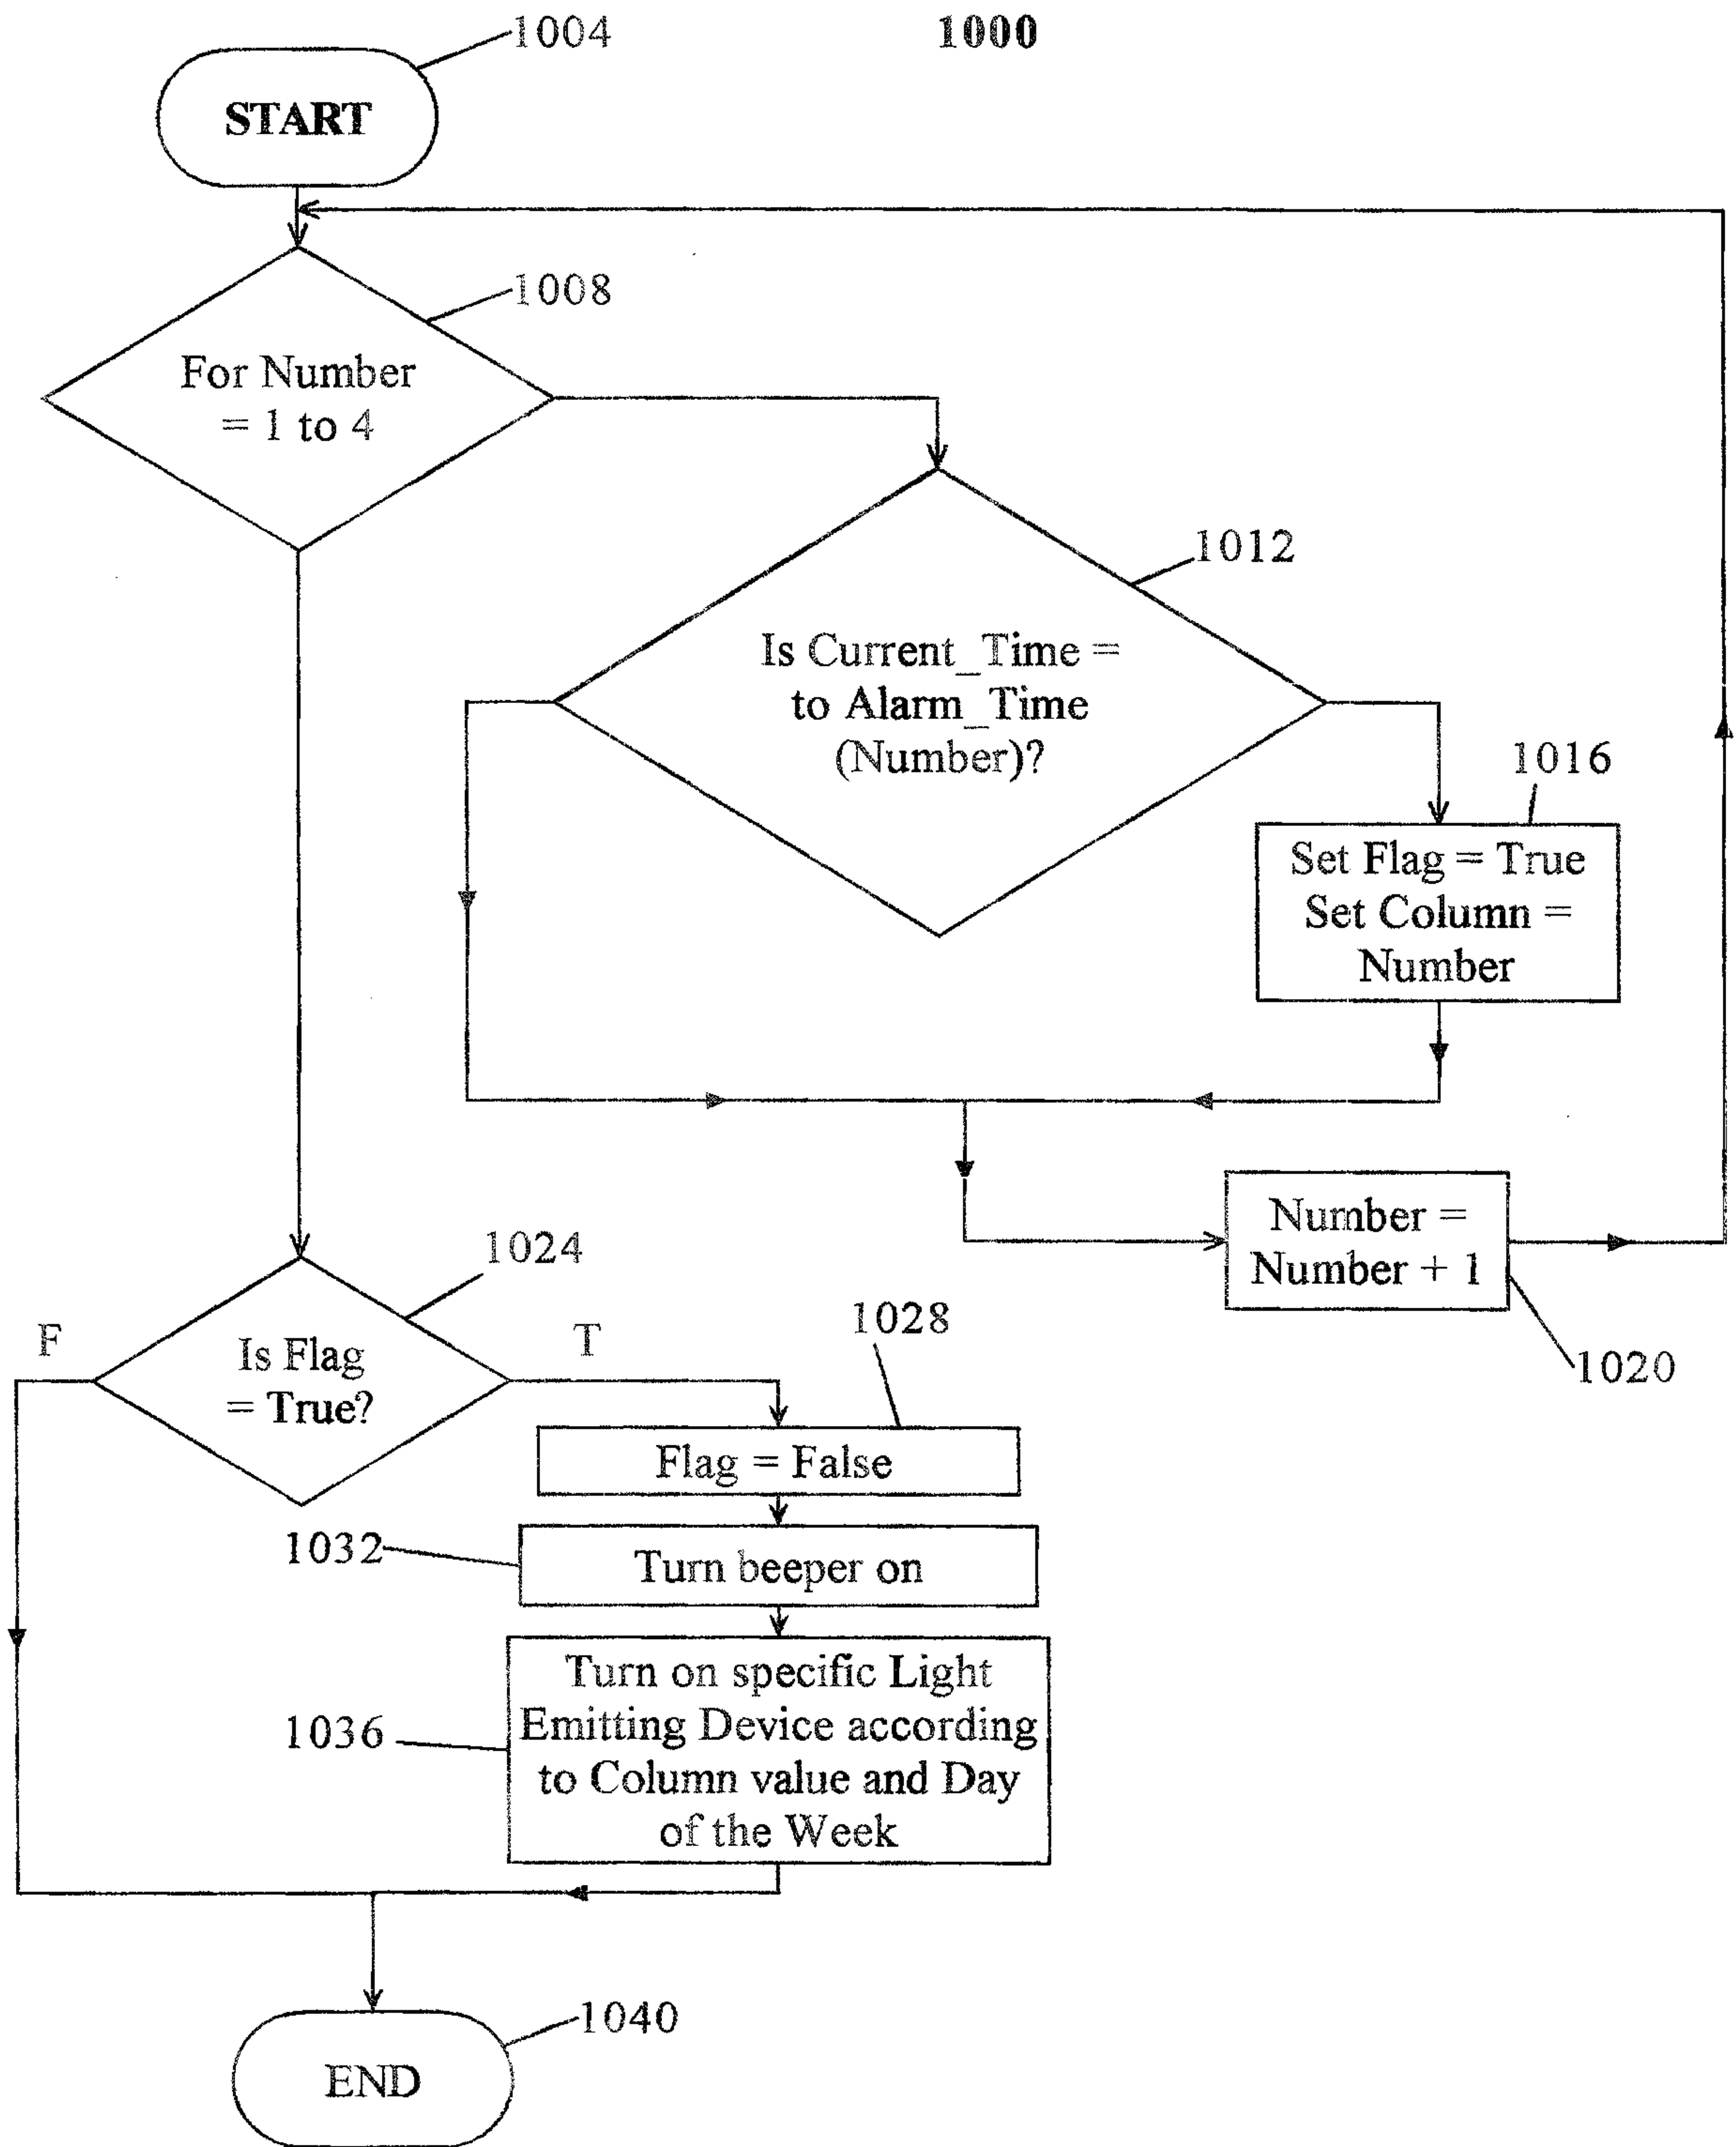 1004
1000
START
1008
For Number
= 1 to 4
1012
Is Current_Time =
to Alarm_Time
(Number)?
1016
Set Flag = True
Set Column =
Number
Number =
Number + 1
1020
1024
F
T
Is Flag
= True?
1028
Flag = False
1032
Turn beeper on
1036
Turn on specific Light
Emitting Device according
to Column value and Day
of the Week
1040
END